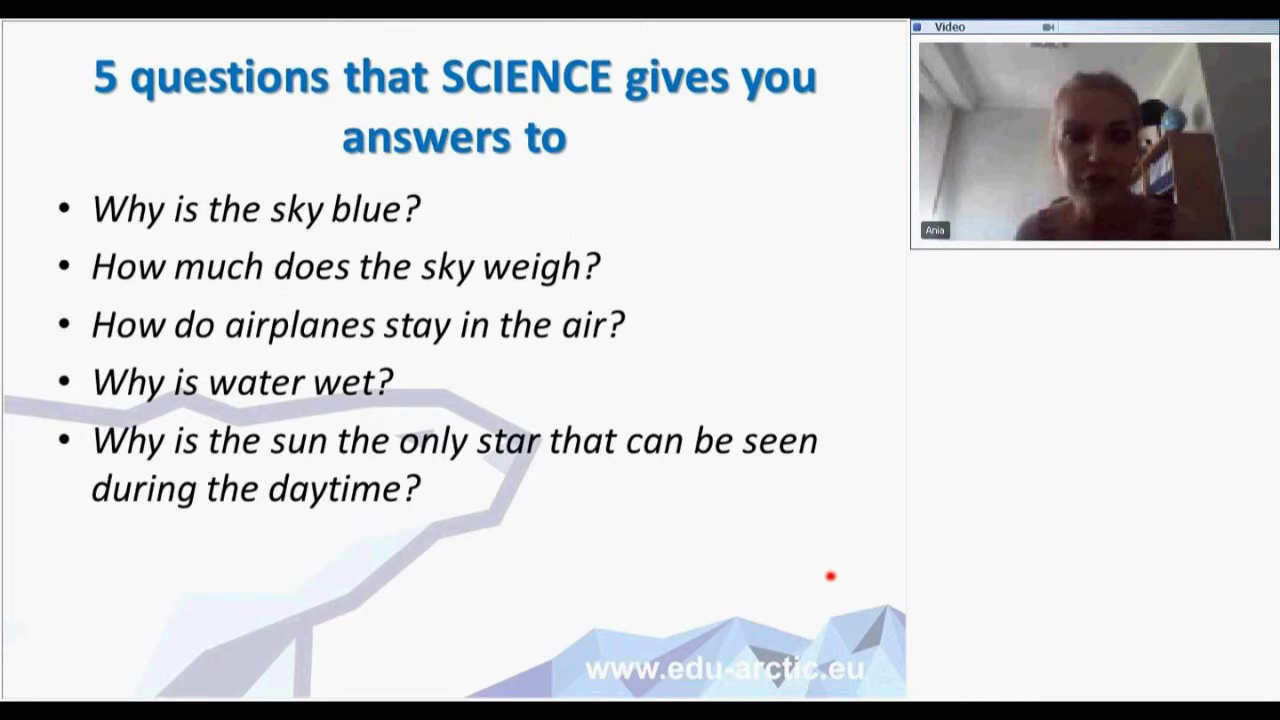 5 questions that SCIENCE gives you
answers to
• Why is the sky blue?
• How much does the sky weigh?
• How do airplanes stay in the air?
• Why is water wet?
• Why is the sun the only star that can be seen
during the daytime?
www.edu-arctic.eu
Video
Ania